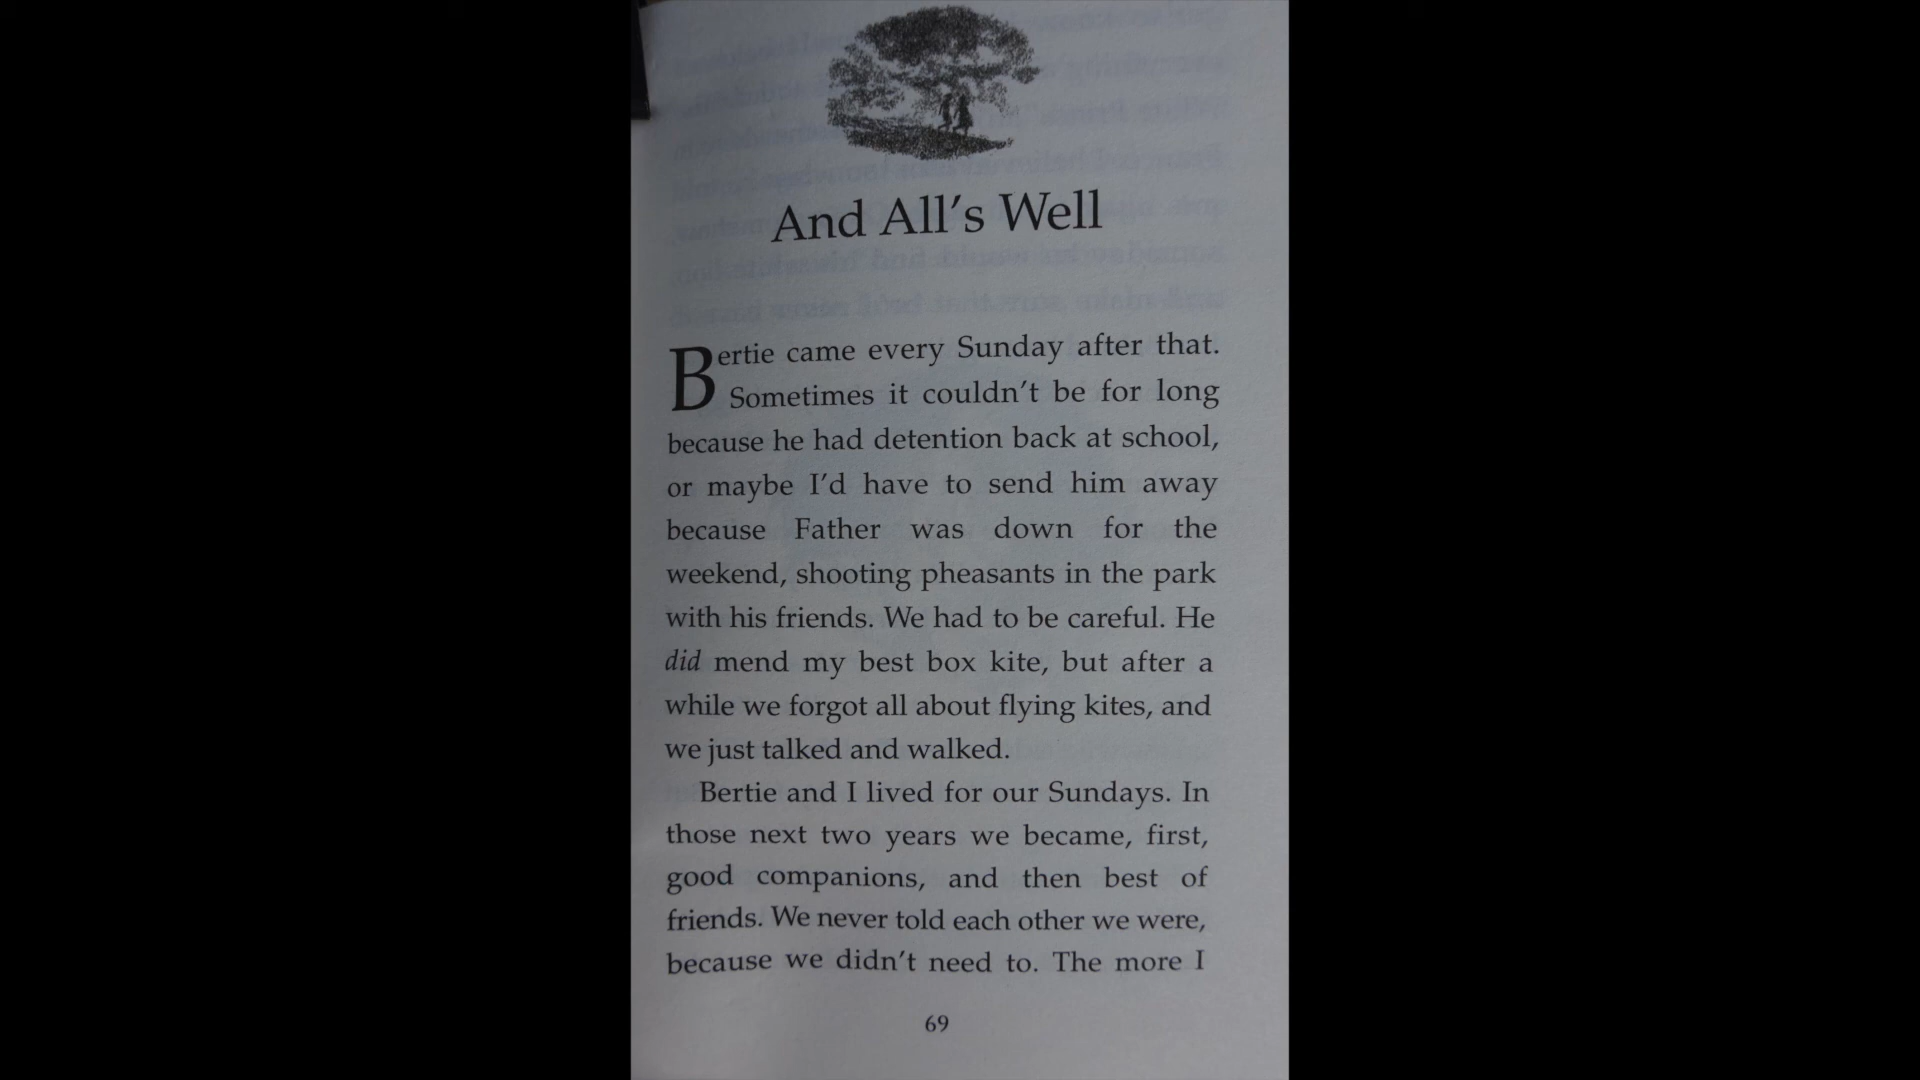 And All's Well
Bertie came every Sunday after that.
Sometimes it couldn't be for long
because he had detention back at school,
or maybe I'd have to send him away
because Father was down for the
weekend, shooting pheasants in the park
with his friends. We had to be careful. He
did mend my best box kite, but after a
while we forgot all about flying kites, and
we just talked and walked.
Bertie and I lived for our Sundays. In
those next two years we became, first,
good companions, and then best of
friends. We never told each other we were,
because we didn't need to. The more I
69